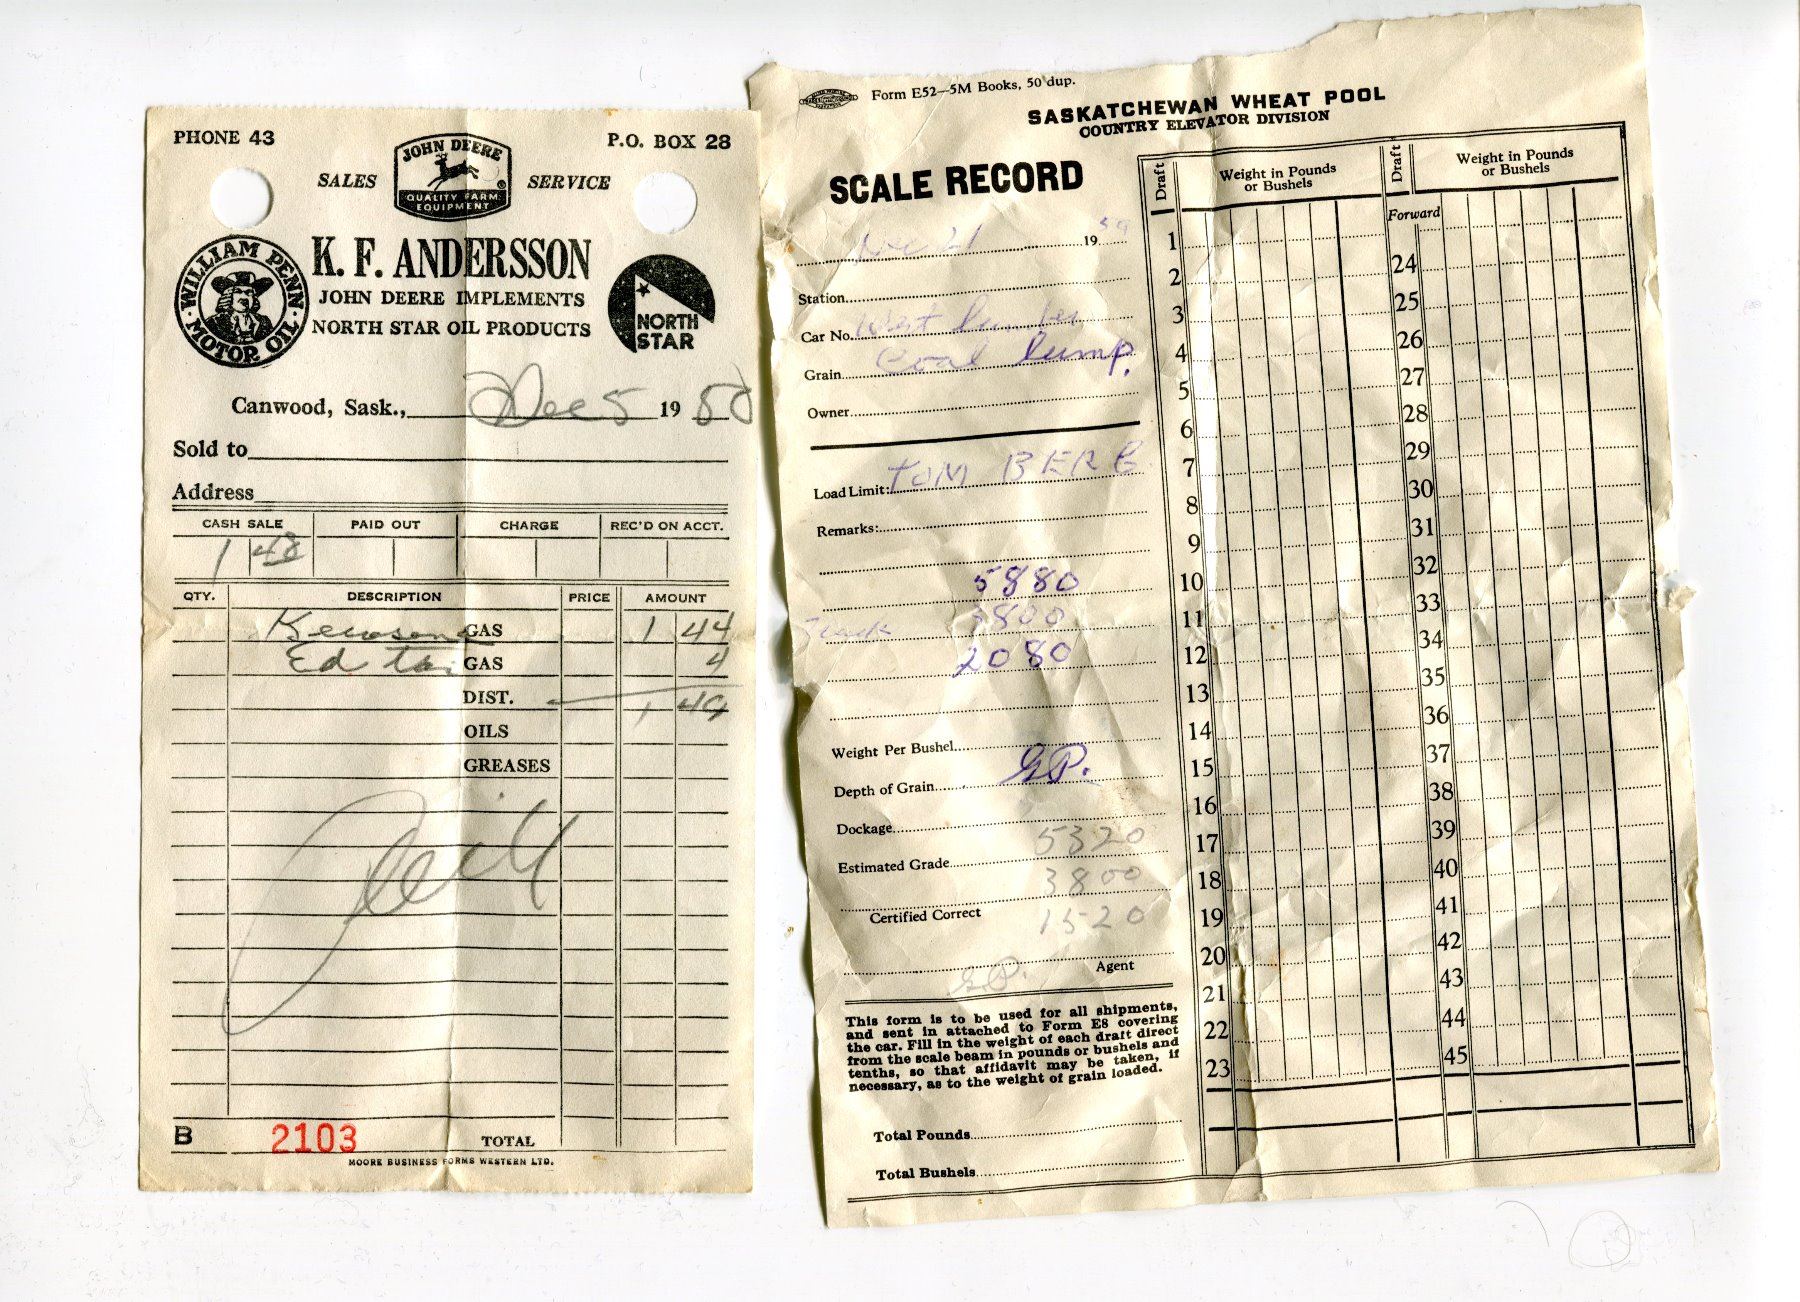 PHONE 43
P.O. BOX 28
SALES
JOHN DEERE
QUALITY FARM
EQUIPMENT
SERVICE
WILLIAM PENN
MOTOR OIL
K. F. ANDERSSON
JOHN DEERE IMPLEMENTS
NORTH STAR OIL PRODUCTS
NORTH
STAR
Canwood, Sask., Dec 5 19
Sold to
Address
CASH SALE PAID OUT CHARGE REC'D ON ACCT.
1 48
QTY. DESCRIPTION PRICE AMOUNT
Kerosene GAS 1 44
Ed tax GAS 4
DIST. 1
OILS
GREASES
B 2103 TOTAL
MOORE BUSINESS FORMS WESTERN LTD.
Form E52—5M Books, 50 dup.
SASKATCHEWAN WHEAT POOL
COUNTRY ELEVATOR DIVISION
SCALE RECORD
Dec 21 19 59
Station
Car No. West Lumber
Grain Coal lump.
Owner
Load Limit: TOM BERG
Remarks:
5880
3800
2080
Weight Per Bushel
Depth of Grain G.P.
Dockage
5320
Estimated Grade
3800
Certified Correct 1520
G.P. Agent
This form is to be used for all shipments,
and sent in attached to Form E8 covering
the car. Fill in the weight of each draft direct
from the scale beam in pounds or bushels and
tenths, so that affidavit may be taken, if
necessary, as to the weight of grain loaded.
Total Pounds
Total Bushels
Draft Weight in Pounds
or Bushels
Draft Weight in Pounds
or Bushels
Forward
1
2
3
4
5
6
7
8
9
10
11
12
13
14
15
16
17
18
19
20
21
22
23
24
25
26
27
28
29
30
31
32
33
34
35
36
37
38
39
40
41
42
43
44
45